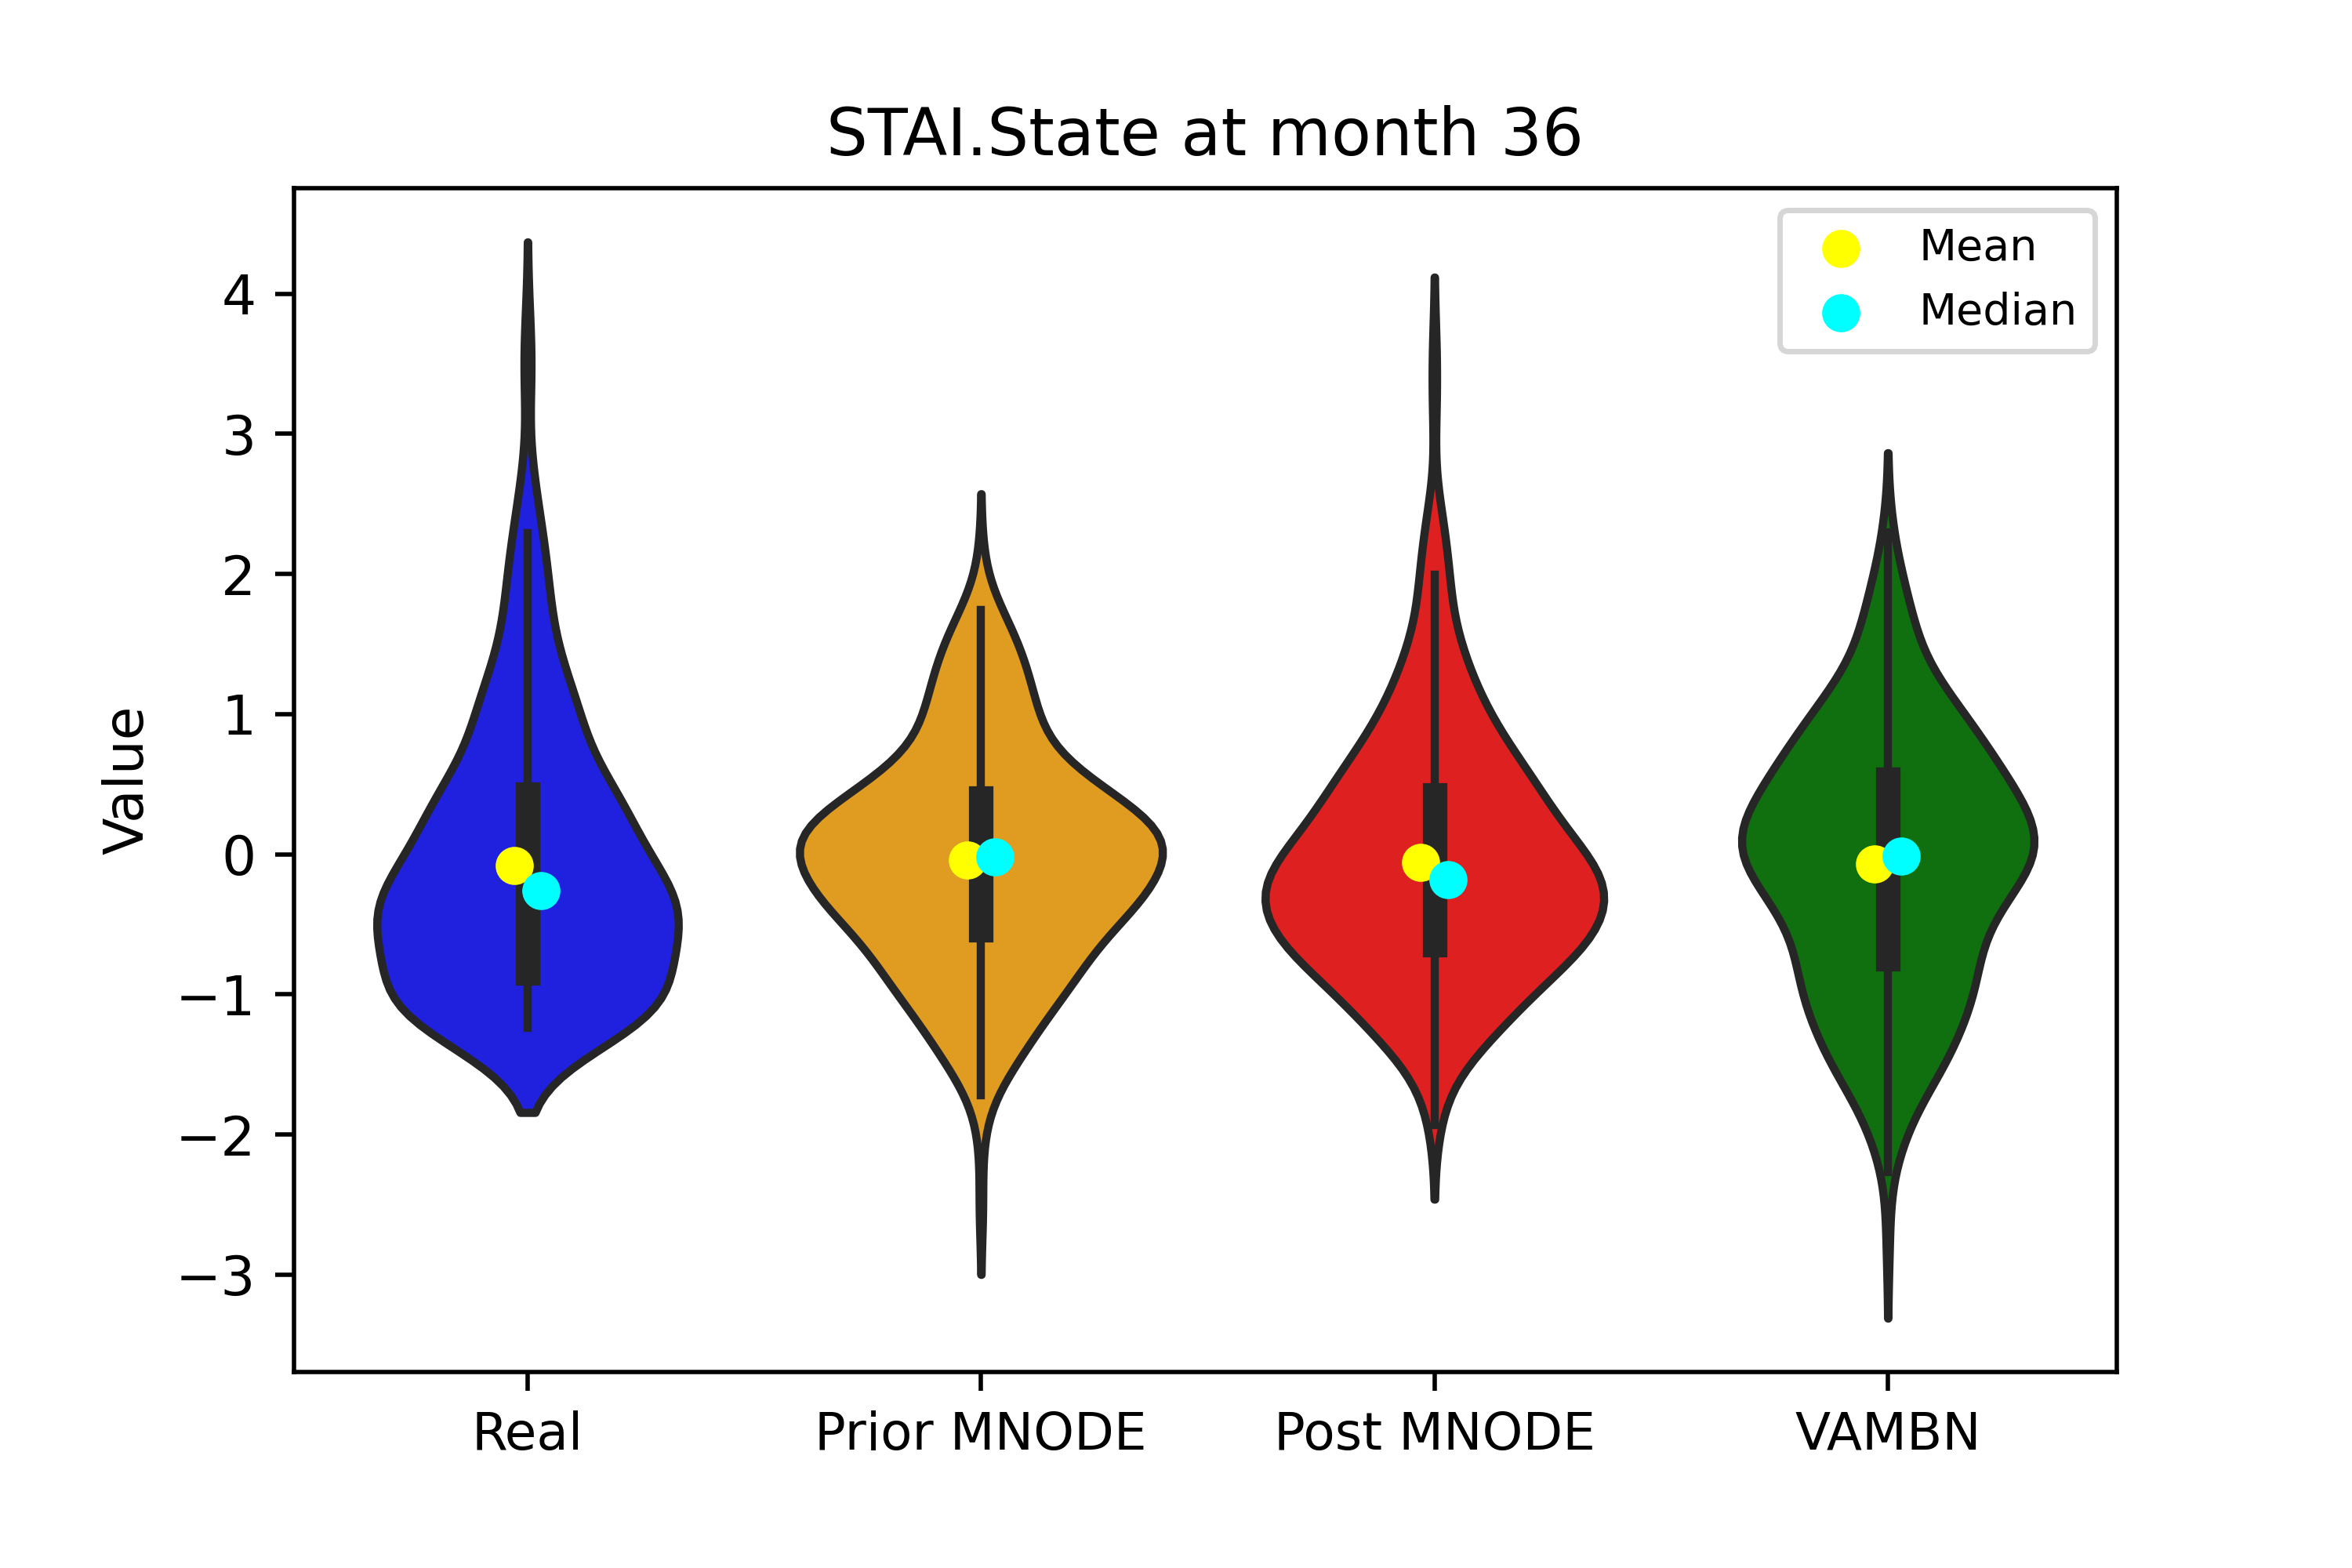 STAI.State at month 36
Mean
Median
4
3
2
1
0
−1
−2
−3
Value
Real
Prior MNODE
Post MNODE
VAMBN